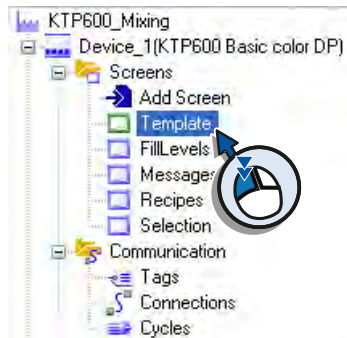 KTP600_Mixing
Device_1(KTP600 Basic color DP)
Screens
Add Screen
Template
FillLevels
Messages
Recipes
Selection
Communication
Tags
Connections
Cycles